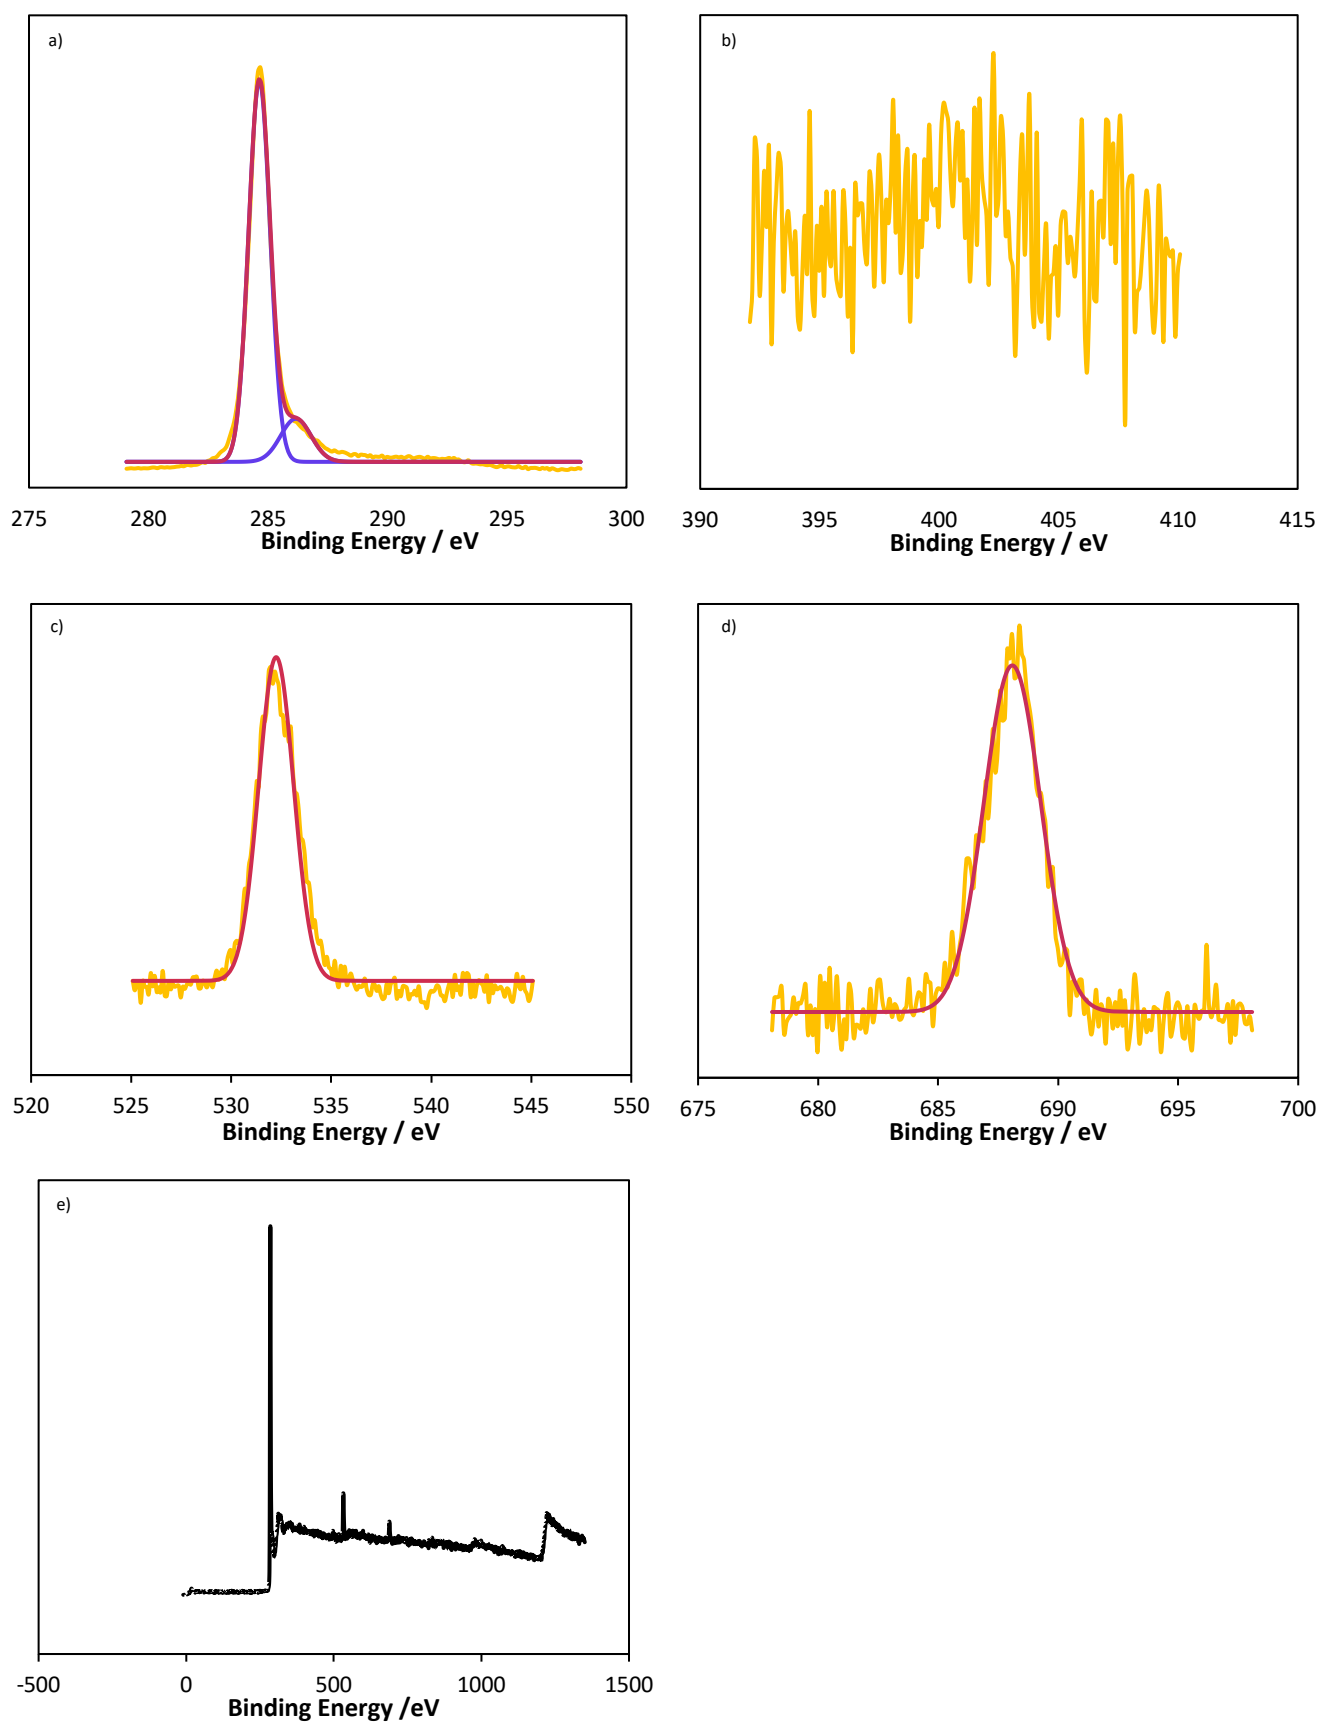 a)
275 280 285 290 295 300
Binding Energy / eV
b)
390 395 400 405 410 415
Binding Energy / eV
c)
520 525 530 535 540 545 550
Binding Energy / eV
d)
675 680 685 690 695 700
Binding Energy / eV
e)
-500 0 500 1000 1500
Binding Energy /eV